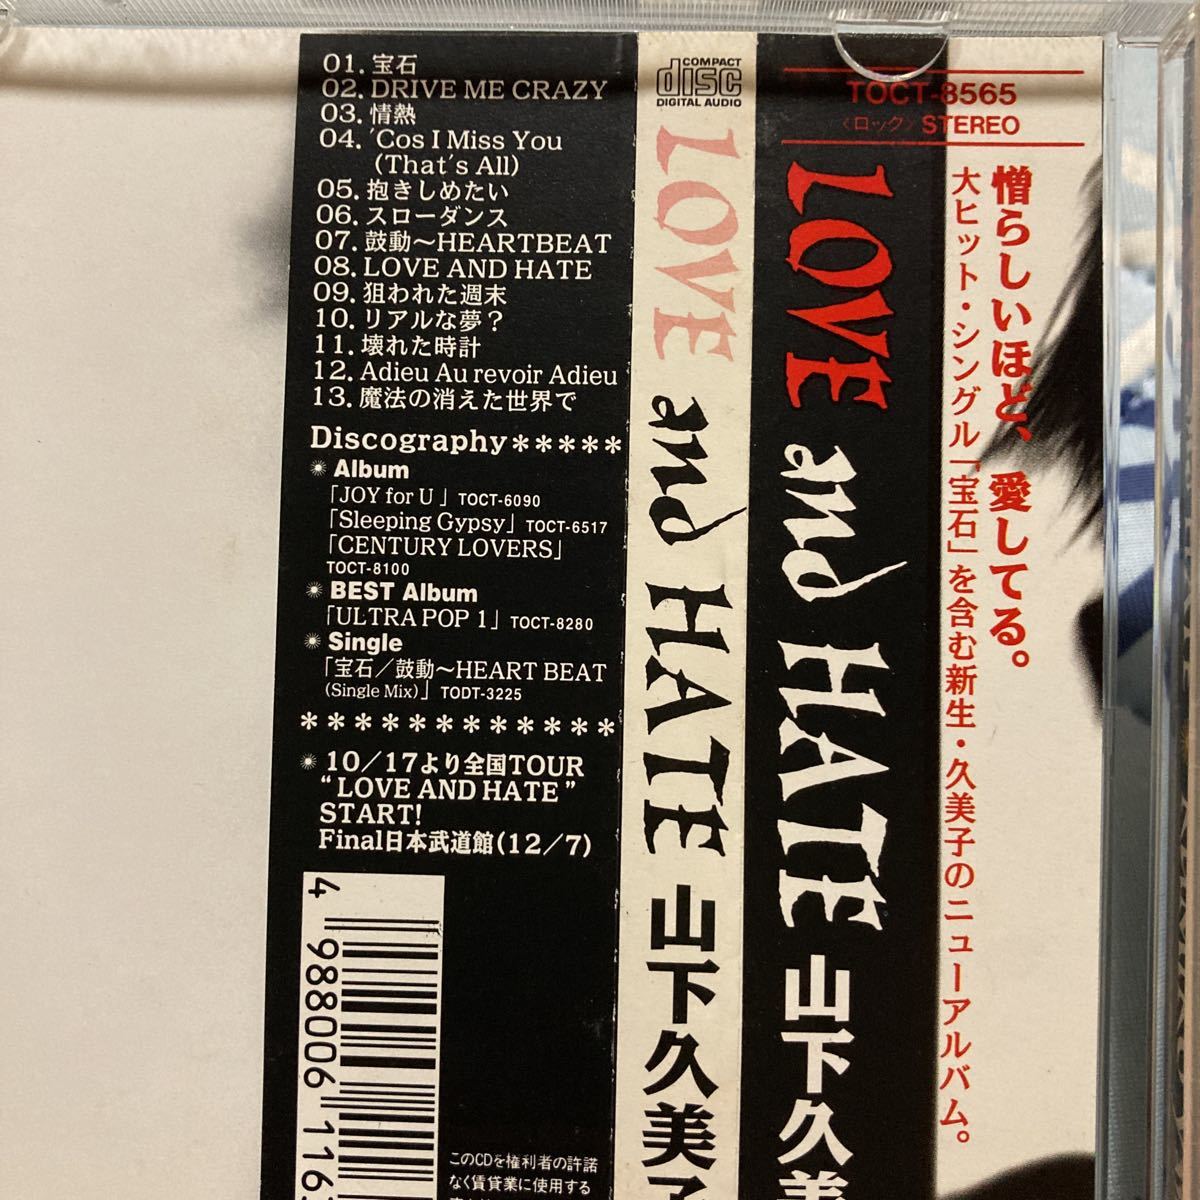 01. 宝石
02. DRIVE ME CRAZY
03. 情熱
04. 'Cos I Miss You
(That's All)
05. 抱きしめたい
06. スローダンス
07. 鼓動～HEARTBEAT
08. LOVE AND HATE
09. 狙われた週末
10. リアルな夢？
11. 壊れた時計
12. Adieu Au revoir Adieu
13. 魔法の消えた世界で
Discography＊＊＊＊＊
Album
「JOY for U」 TOCT-6090
「Sleeping Gypsy」 TOCT-6517
「CENTURY LOVERS」
TOCT-8100
BEST Album
「ULTRA POP 1」 TOCT-8280
Single
「宝石／鼓動～HEART BEAT
(Single Mix)」 TODT-3225
＊＊＊＊＊＊＊＊＊＊＊＊
10／17より全国TOUR
“LOVE AND HATE”
START!
Final日本武道館(12／7)
4 988006 116
このCDを権利者の許諾
なく賃貸業に使用する
COMPACT
disc
DIGITAL AUDIO
LOVE and HATE 山下久美子
LOVE and HATE 山下久美
TOCT-8565
〈ロック〉 STEREO
憎らしいほど、愛してる。
大ヒット・シングル「宝石」を含む新生・久美子のニューアルバム。